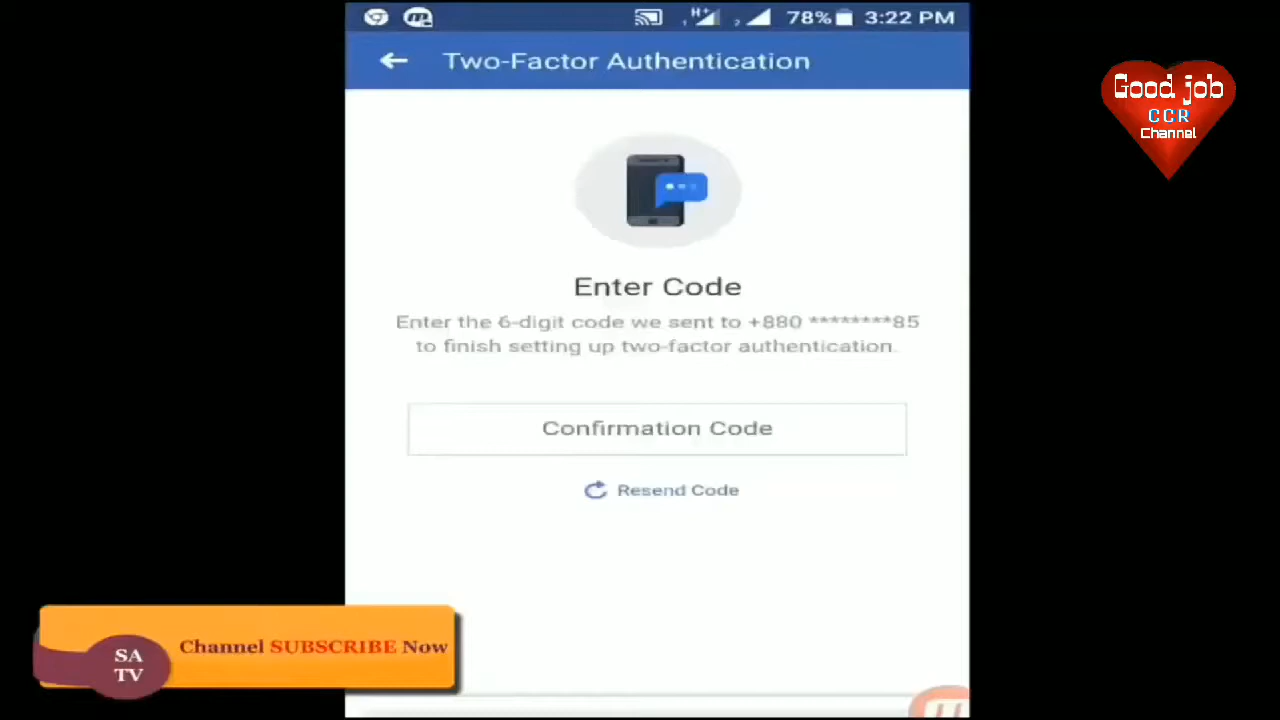 78% 3:22 PM
Two-Factor Authentication
Good job
CCR
Channel
Enter Code
Enter the 6-digit code we sent to +880 ********85
to finish setting up two-factor authentication.
Confirmation Code
Resend Code
Channel SUBSCRIBE Now
SA
TV